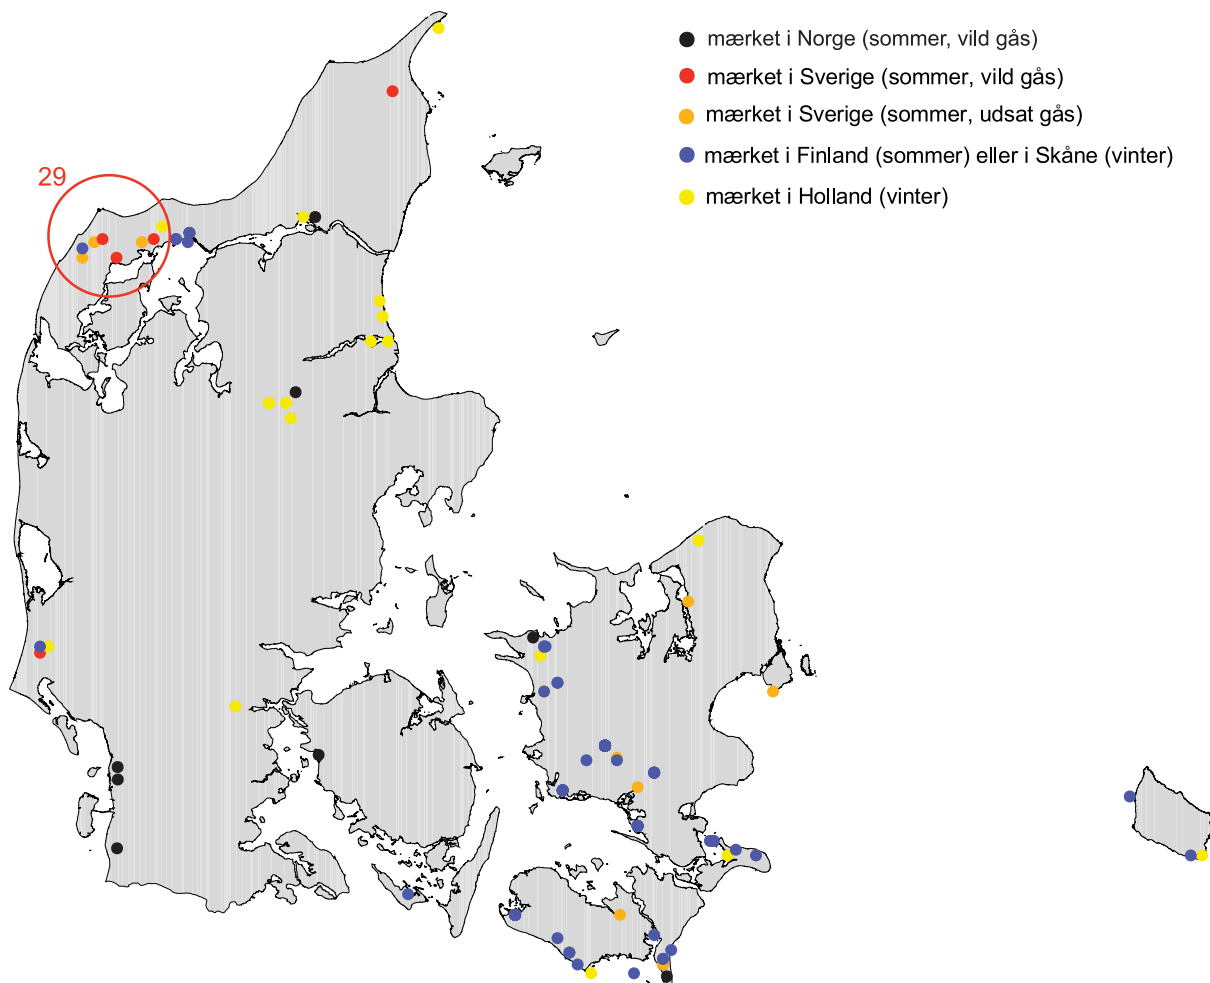 mærket i Norge (sommer, vild gås)
mærket i Sverige (sommer, vild gås)
mærket i Sverige (sommer, udsat gås)
mærket i Finland (sommer) eller i Skåne (vinter)
mærket i Holland (vinter)
29